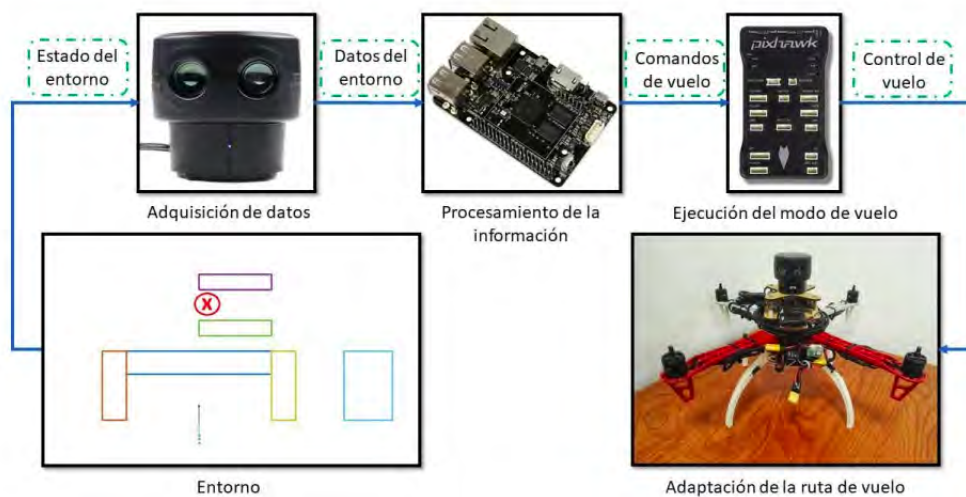 Estado del
entorno
Datos del
entorno
Comandos
de vuelo
pixhawk
Control de
vuelo
Adquisición de datos
Procesamiento de la
información
Ejecución del modo de vuelo
X
Entorno
Adaptación de la ruta de vuelo